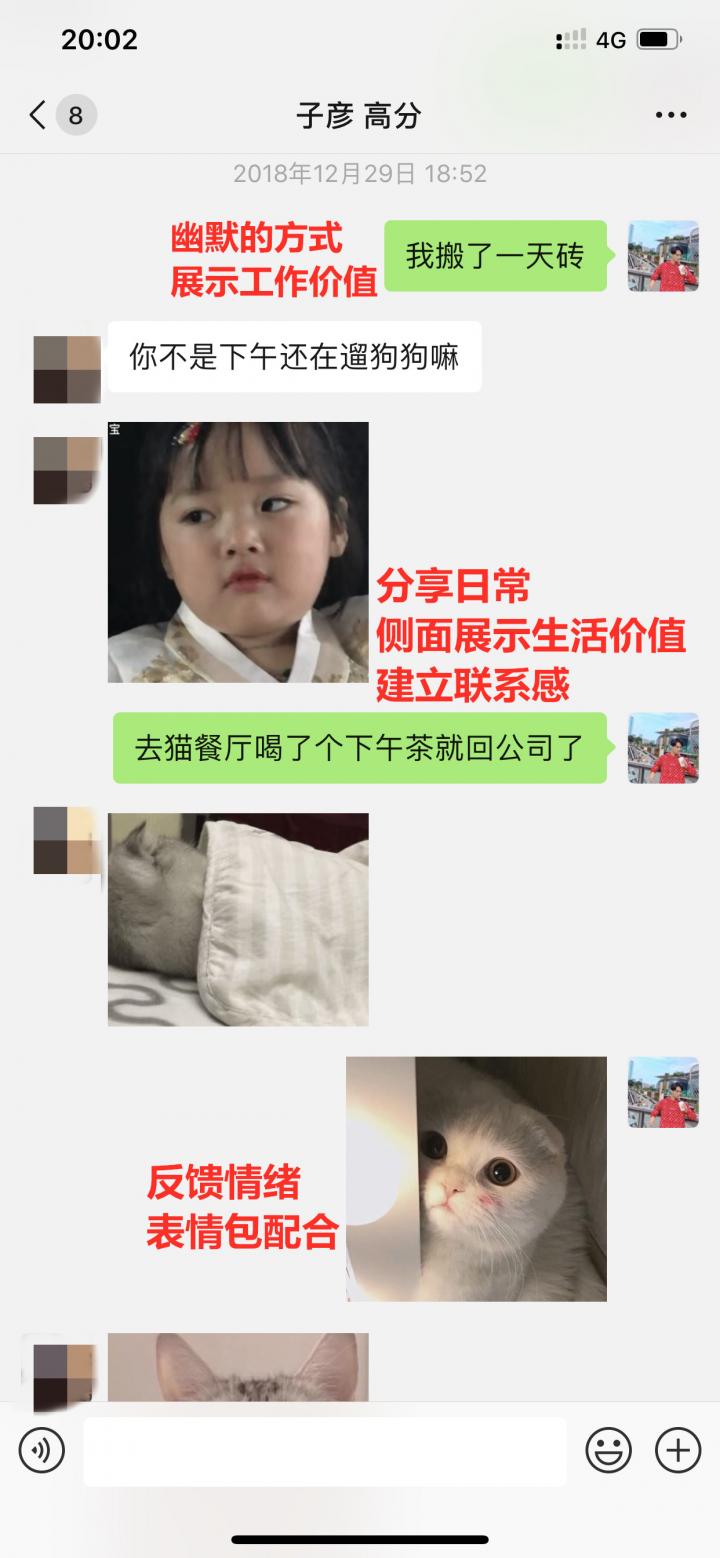 20:02
4G
8
子彦 高分
2018年12月29日 18:52
幽默的方式
展示工作价值
我搬了一天砖
你不是下午还在遛狗狗嘛
宝
分享日常
侧面展示生活价值
建立联系感
去猫餐厅喝了个下午茶就回公司了
反馈情绪
表情包配合